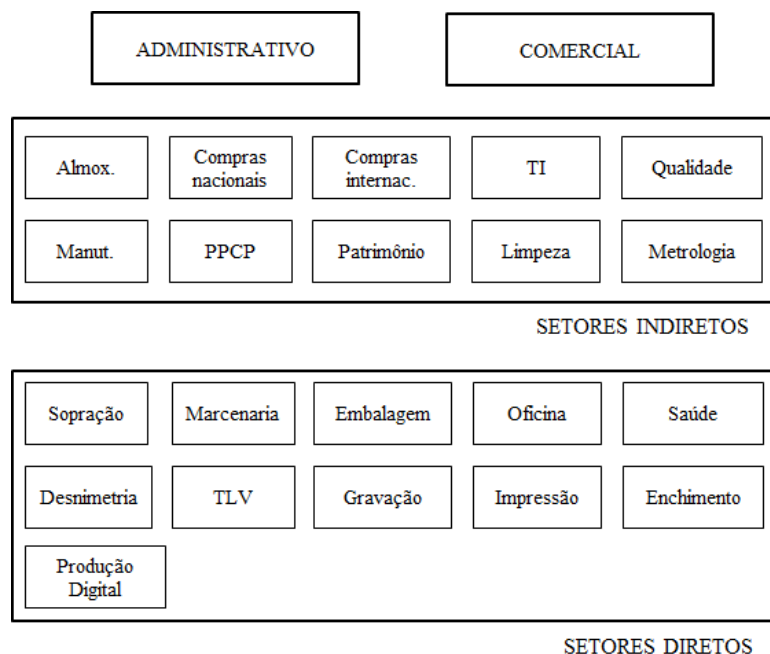 ADMINISTRATIVO
COMERCIAL
Almox.
Compras
nacionais
Compras
internac.
TI
Qualidade
Manut.
PPCP
Patrimônio
Limpeza
Metrologia
SETORES INDIRETOS
Sopração
Marcenaria
Embalagem
Oficina
Saúde
Desnimetria
TLV
Gravação
Impressão
Enchimento
Produção
Digital
SETORES DIRETOS